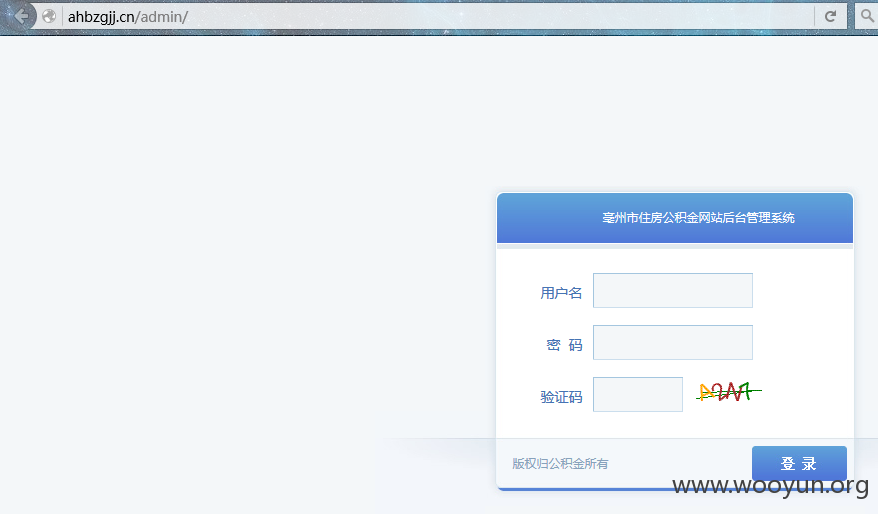 ahbzgjj.cn/admin/
亳州市住房公积金网站后台管理系统
用户名
密 码
验证码
版权归公积金所有
登 录
www.wooyun.org